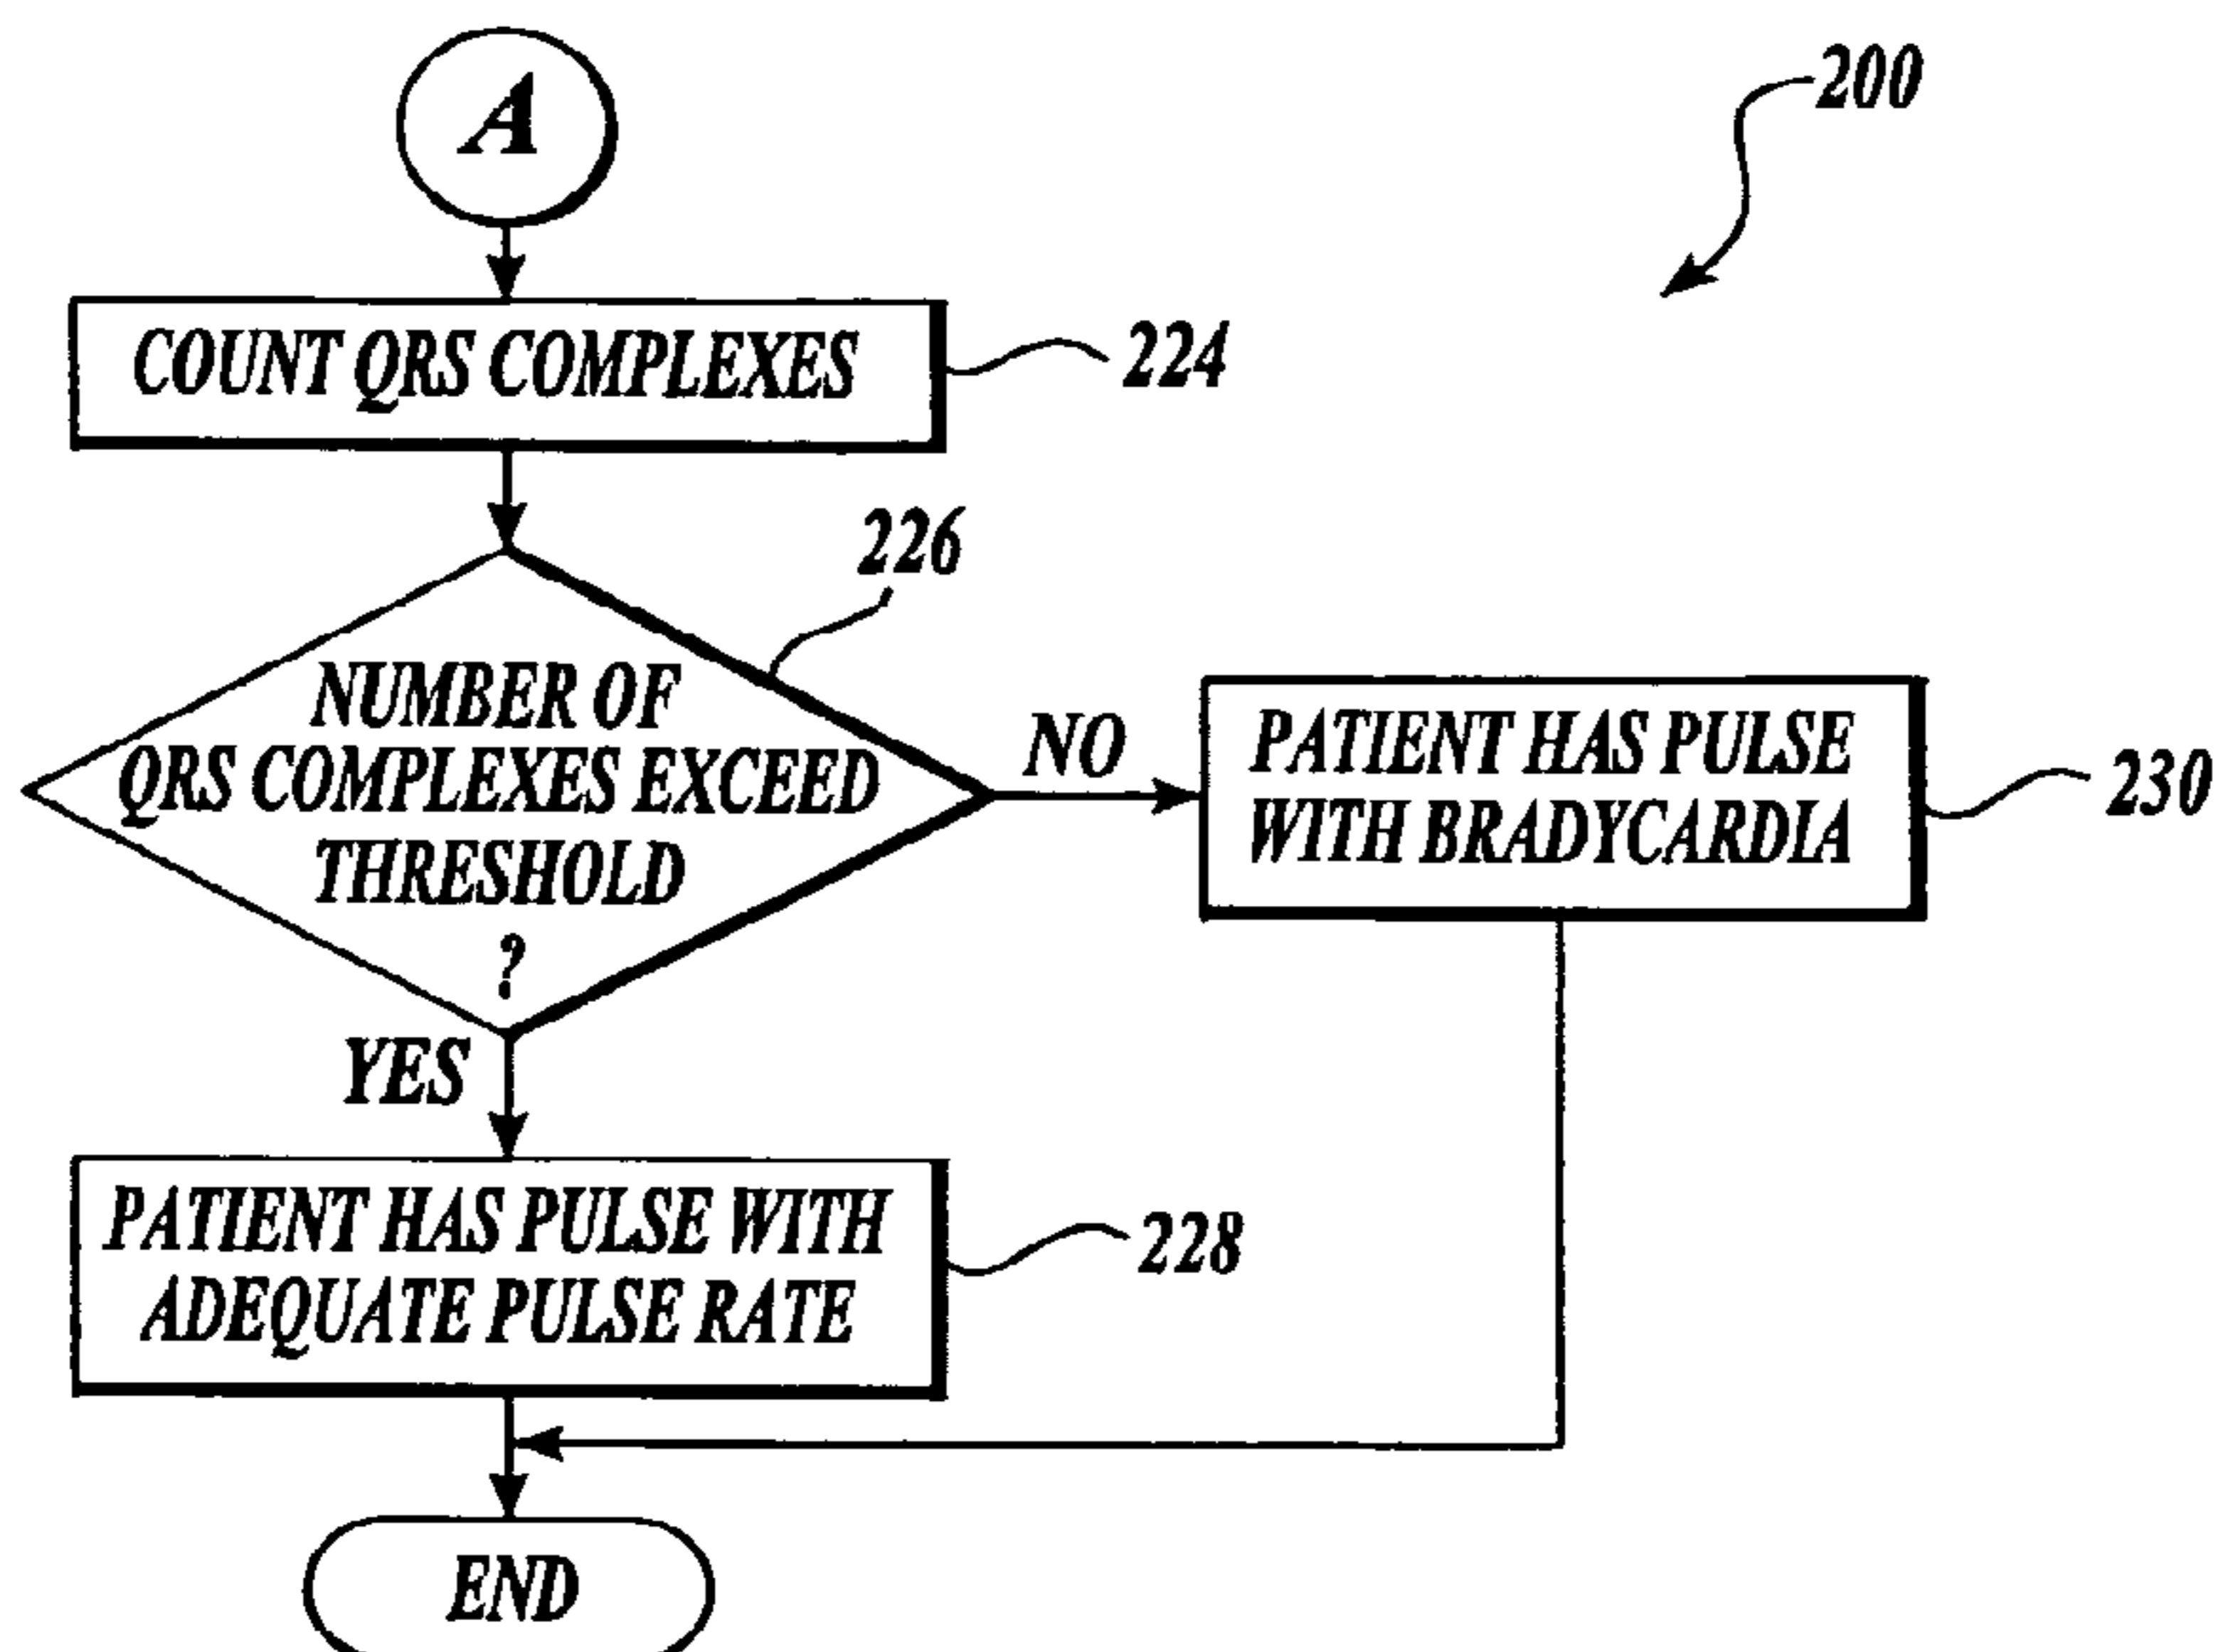 A
200
COUNT QRS COMPLEXES
224
226
NUMBER OF
QRS COMPLEXES EXCEED
THRESHOLD
?
NO
PATIENT HAS PULSE
WITH BRADYCARDIA
230
YES
PATIENT HAS PULSE WITH
ADEQUATE PULSE RATE
228
END